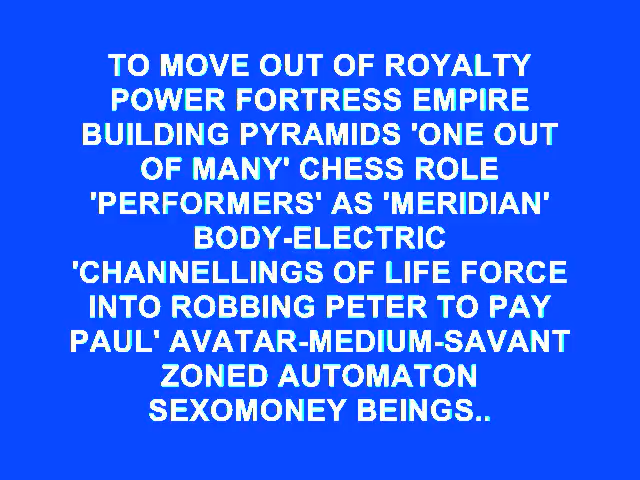 TO MOVE OUT OF ROYALTY
POWER FORTRESS EMPIRE
BUILDING PYRAMIDS 'ONE OUT
OF MANY' CHESS ROLE
'PERFORMERS' AS 'MERIDIAN'
BODY-ELECTRIC
'CHANNELLINGS OF LIFE FORCE
INTO ROBBING PETER TO PAY
PAUL' AVATAR-MEDIUM-SAVANT
ZONED AUTOMATON
SEXOMONEY BEINGS..